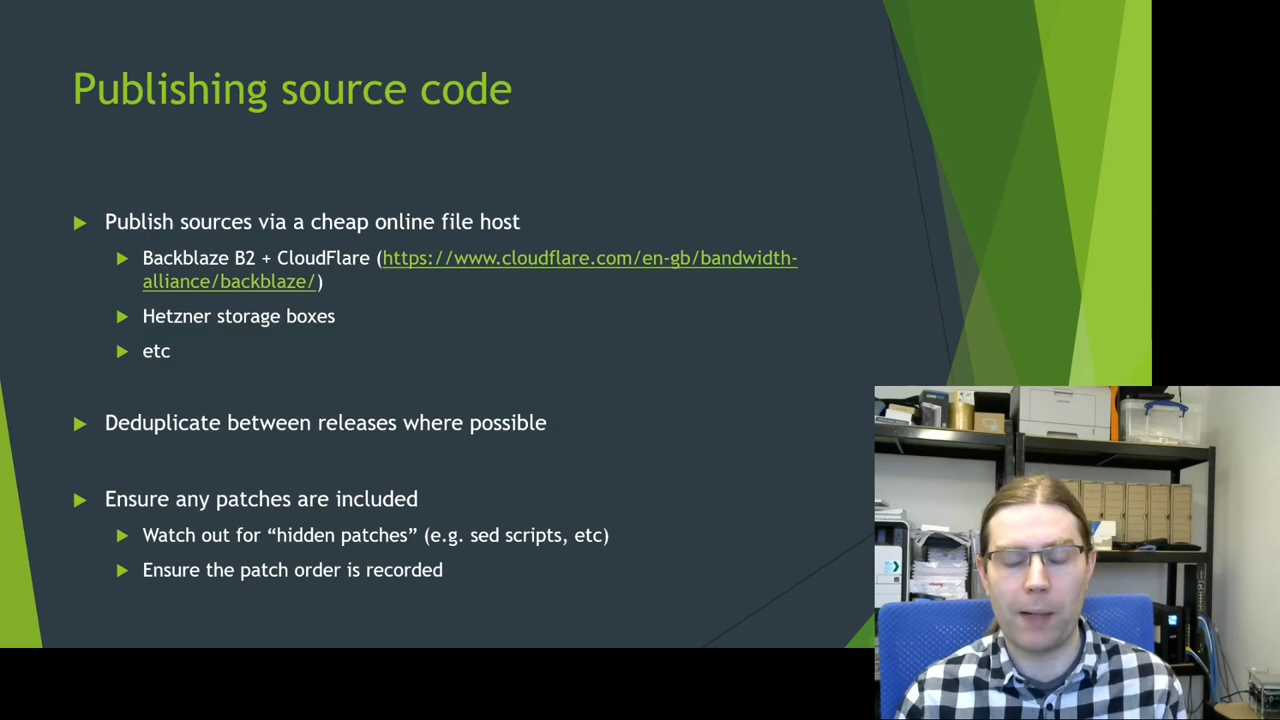 Publishing source code
Publish sources via a cheap online file host
Backblaze B2 + CloudFlare (https://www.cloudflare.com/en-gb/bandwidth-
alliance/backblaze/)
Hetzner storage boxes
etc
Deduplicate between releases where possible
Ensure any patches are included
Watch out for “hidden patches” (e.g. sed scripts, etc)
Ensure the patch order is recorded